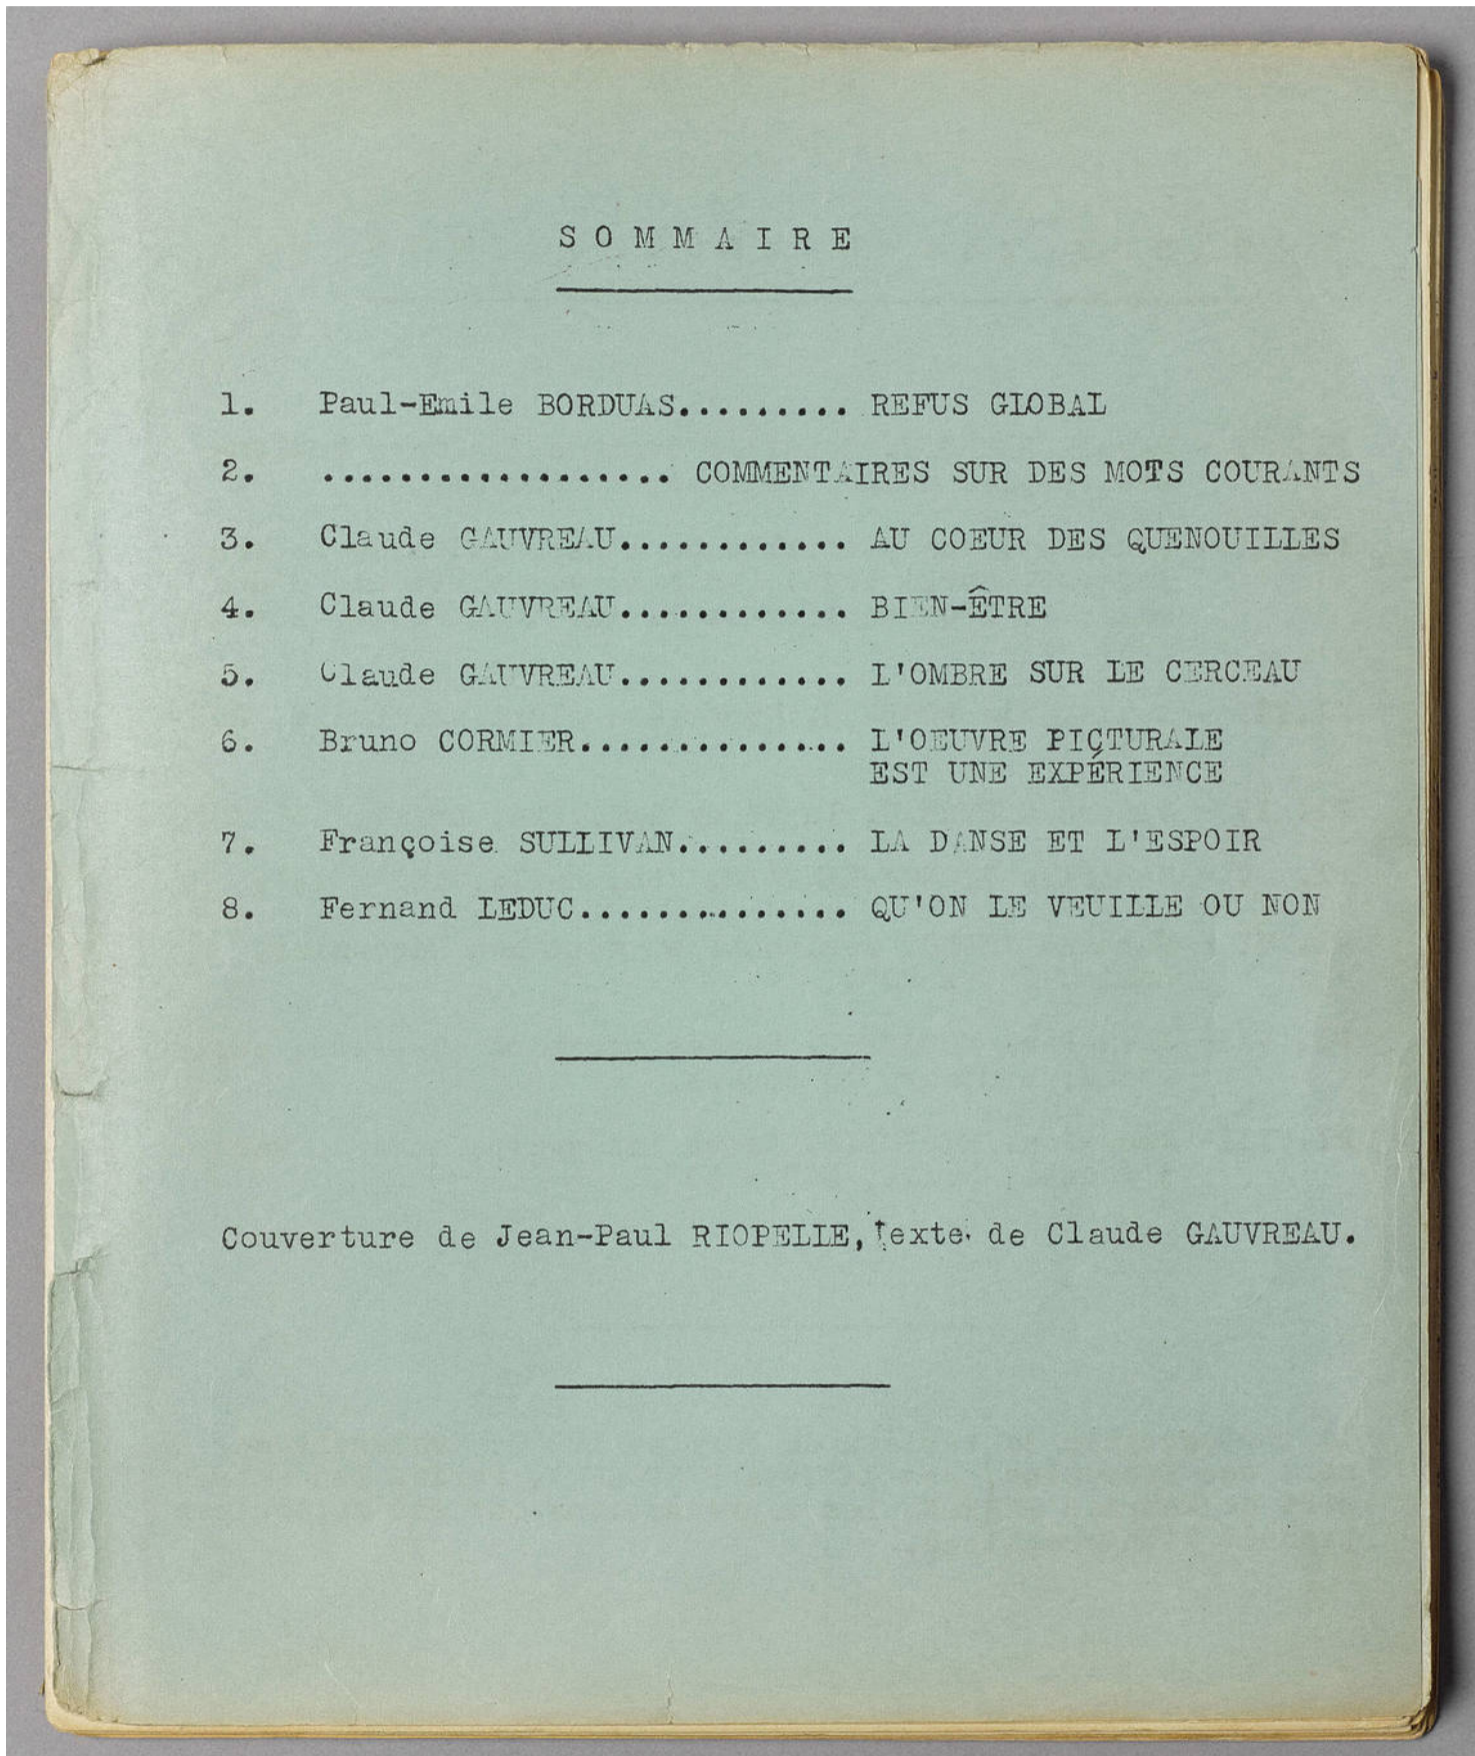 SOMMAIRE
1. Paul-Emile BORDUAS......... REFUS GLOBAL
2. .................. COMMENTAIRES SUR DES MOTS COURANTS
3. Claude GAUVREAU............ AU COEUR DES QUENOUILLES
4. Claude GAUVREAU............ BIEN-ÊTRE
5. Claude GAUVREAU............ L'OMBRE SUR LE CERCEAU
6. Bruno CORMIER.............. L'OEUVRE PICTURALE
EST UNE EXPÉRIENCE
7. Françoise SULLIVAN......... LA DANSE ET L'ESPOIR
8. Fernand LEDUC.............. QU'ON LE VEUILLE OU NON
Couverture de Jean-Paul RIOPELLE, texte de Claude GAUVREAU.